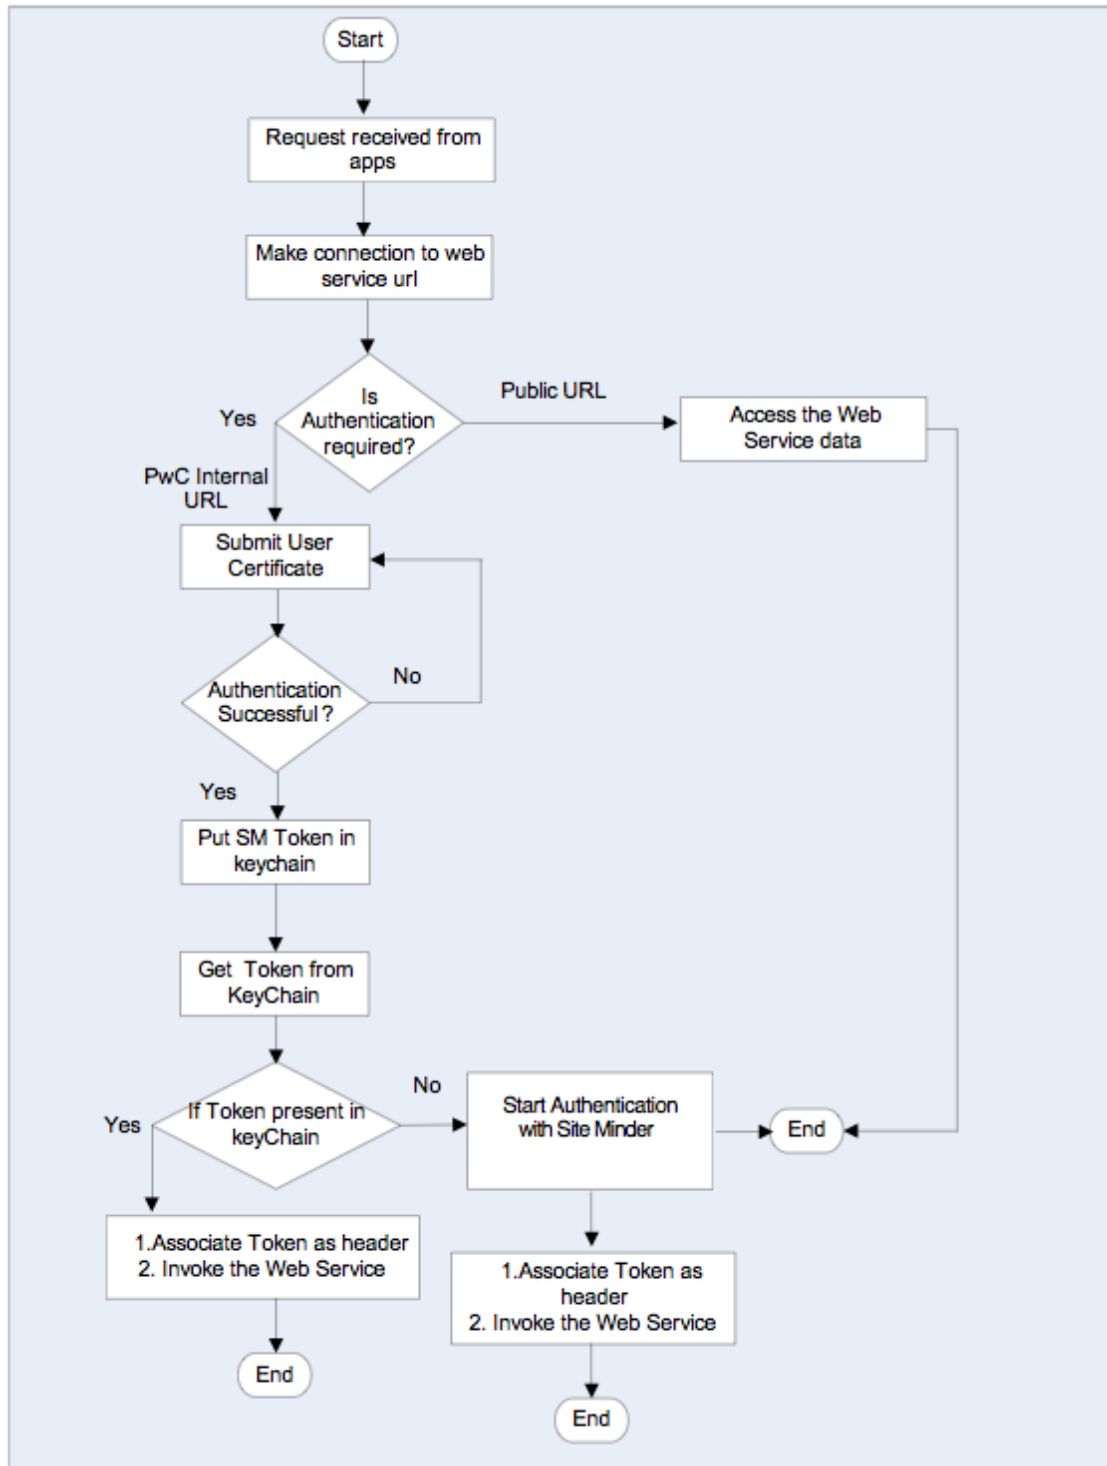 Start
Request received from
apps
Make connection to web
service url
Is
Authentication
required?
Yes
Public URL
Access the Web
Service data
PwC Internal
URL
Submit User
Certificate
Authentication
Successful ?
No
Yes
Put SM Token in
keychain
Get Token from
KeyChain
If Token present in
keyChain
Yes
No
Start Authentication
with Site Minder
End
1.Associate Token as header
2. Invoke the Web Service
End
1.Associate Token as
header
2. Invoke the Web Service
End